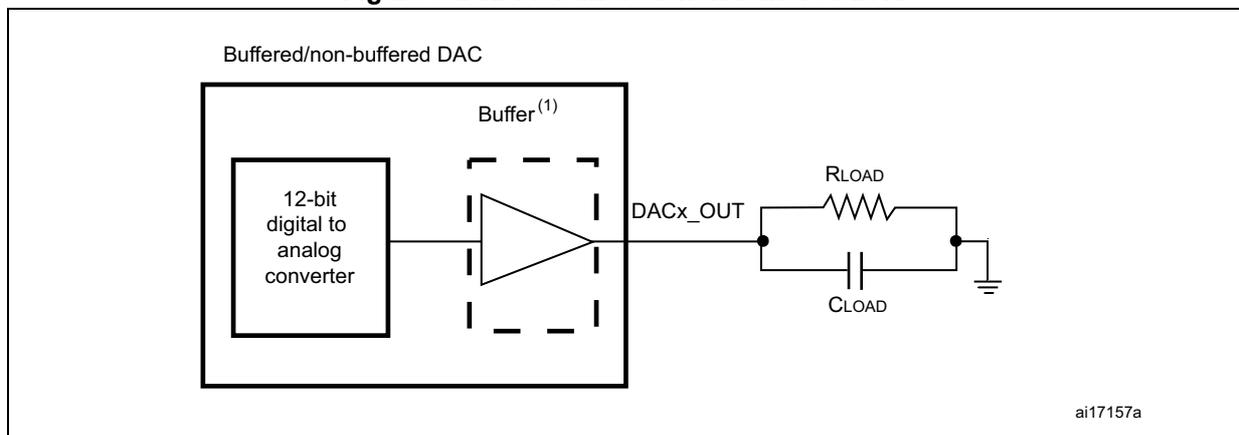 Buffered/non-buffered DAC
Buffer (1)
12-bit
digital to
analog
converter
DACx_OUT
RLOAD
CLOAD
ai17157a